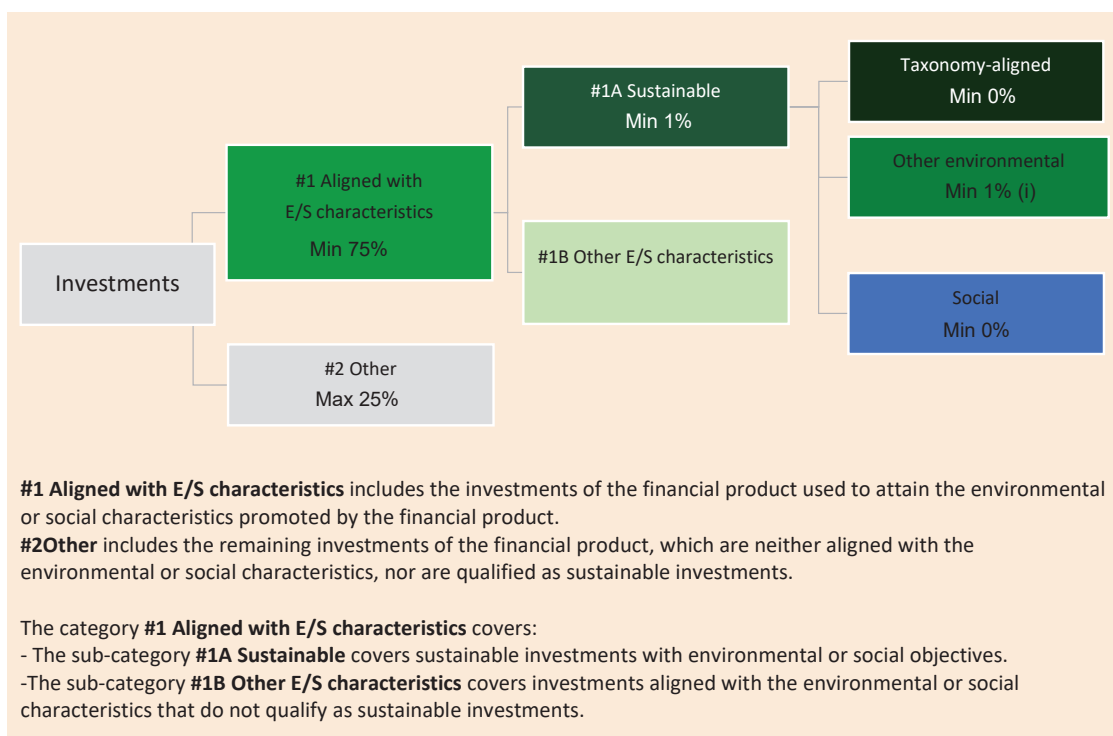 Investments
#1 Aligned with
E/S characteristics
Min 75%
#2 Other
Max 25%
#1A Sustainable
Min 1%
#1B Other E/S characteristics
Taxonomy-aligned
Min 0%
Other environmental
Min 1% (i)
Social
Min 0%
#1 Aligned with E/S characteristics includes the investments of the financial product used to attain the environmental
or social characteristics promoted by the financial product.
#2Other includes the remaining investments of the financial product, which are neither aligned with the
environmental or social characteristics, nor are qualified as sustainable investments.
The category #1 Aligned with E/S characteristics covers:
- The sub-category #1A Sustainable covers sustainable investments with environmental or social objectives.
-The sub-category #1B Other E/S characteristics covers investments aligned with the environmental or social
characteristics that do not qualify as sustainable investments.